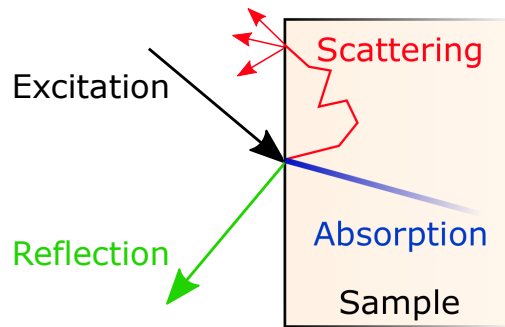 Scattering
Excitation
Absorption
Reflection
Sample